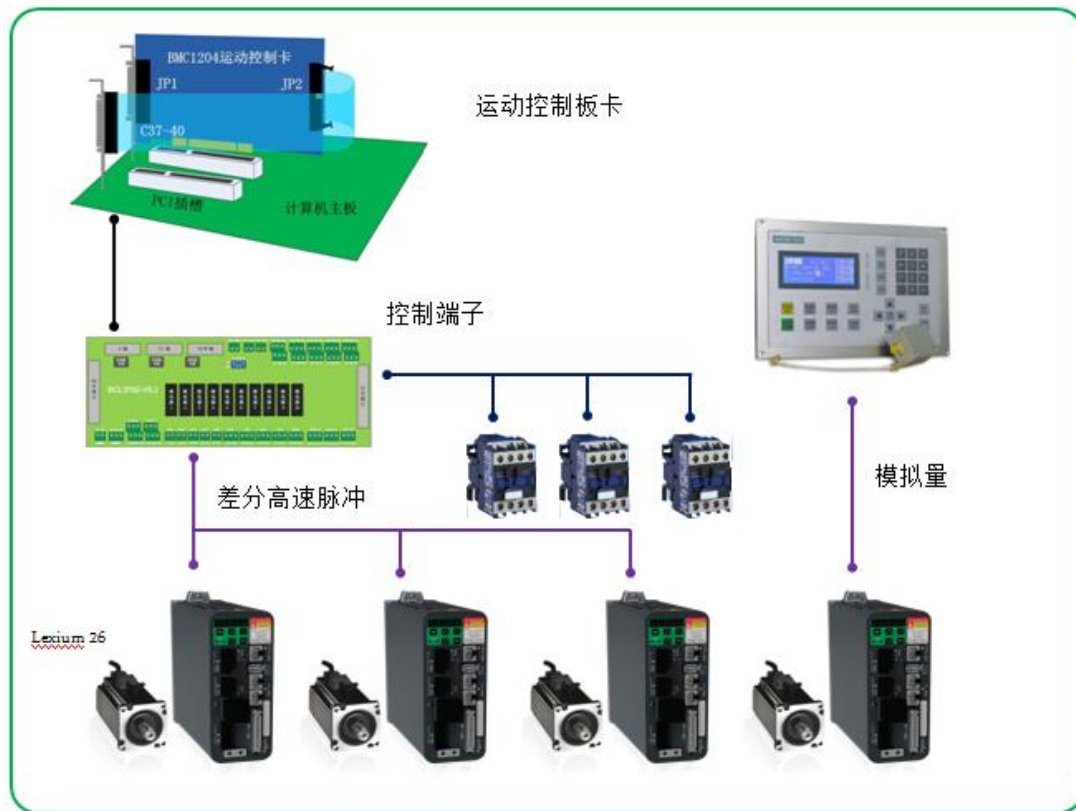 BMC1204运动控制卡
JP1
JP2
运动控制板卡
C37-40
PCI插槽
计算机主板
控制端子
差分高速脉冲
模拟量
Lexium 26